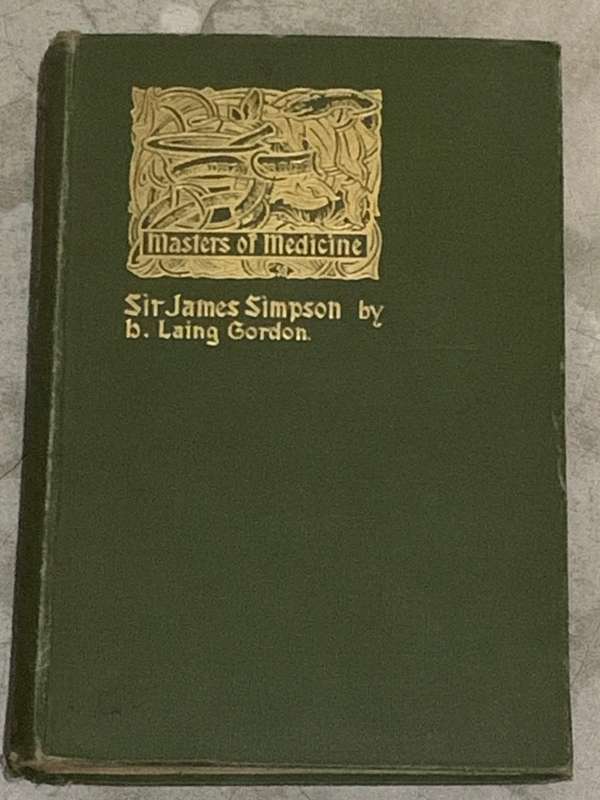 Masters of Medicine
Sir James Simpson by
h. Laing Gordon.